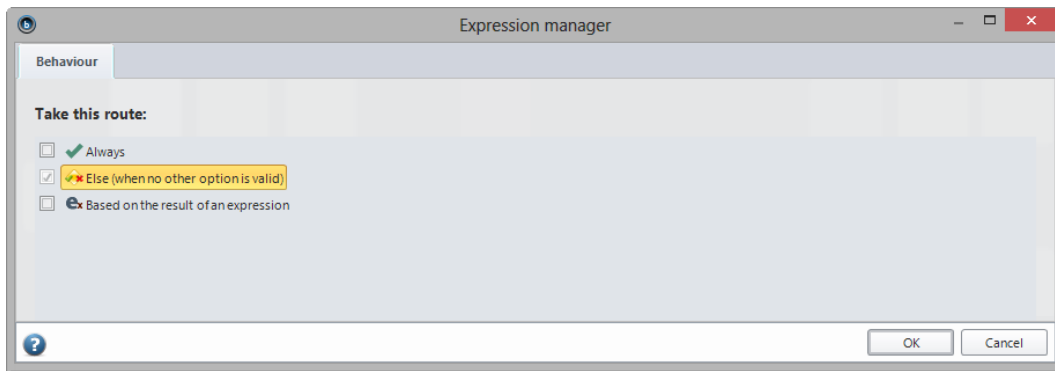 Expression manager
Behaviour
Take this route:
Always
Else (when no other option is valid)
ex Based on the result of an expression
OK
Cancel